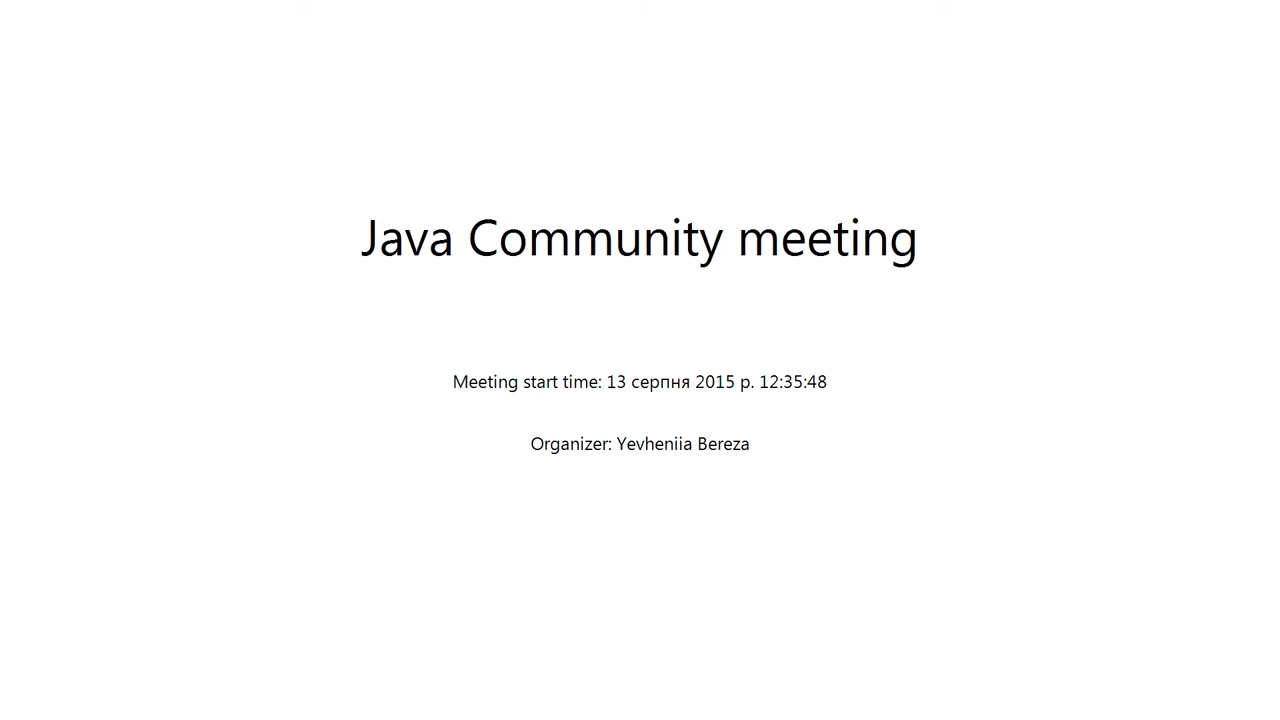 Java Community meeting
Meeting start time: 13 серпня 2015 р. 12:35:48
Organizer: Yevheniia Bereza